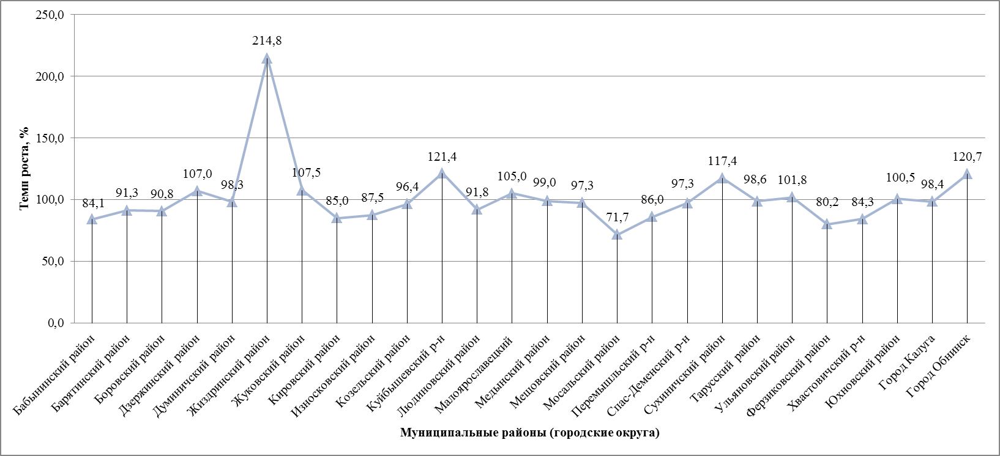 250,0
200,0
150,0
100,0
50,0
0,0
Темп роста, %
84,1
91,3
90,8
107,0
98,3
214,8
107,5
85,0
87,5
96,4
121,4
91,8
105,0
99,0
97,3
71,7
86,0
97,3
117,4
98,6
101,8
80,2
84,3
100,5
98,4
120,7
Бабынинский район
Барятинский район
Боровский район
Дзержинский район
Думиничский район
Жиздринский район
Жуковский район
Кировский район
Износковский район
Козельский район
Куйбышевский р-н
Людиновский район
Малоярославецкий
Медынский район
Мещовский район
Мосальский район
Перемышльский р-н
Спас-Деменский р-н
Сухиничский район
Тарусский район
Ульяновский район
Ферзиковский район
Хвастовичский р-н
Юхновский район
Город Калуга
Город Обнинск
Муниципальные районы (городские округа)